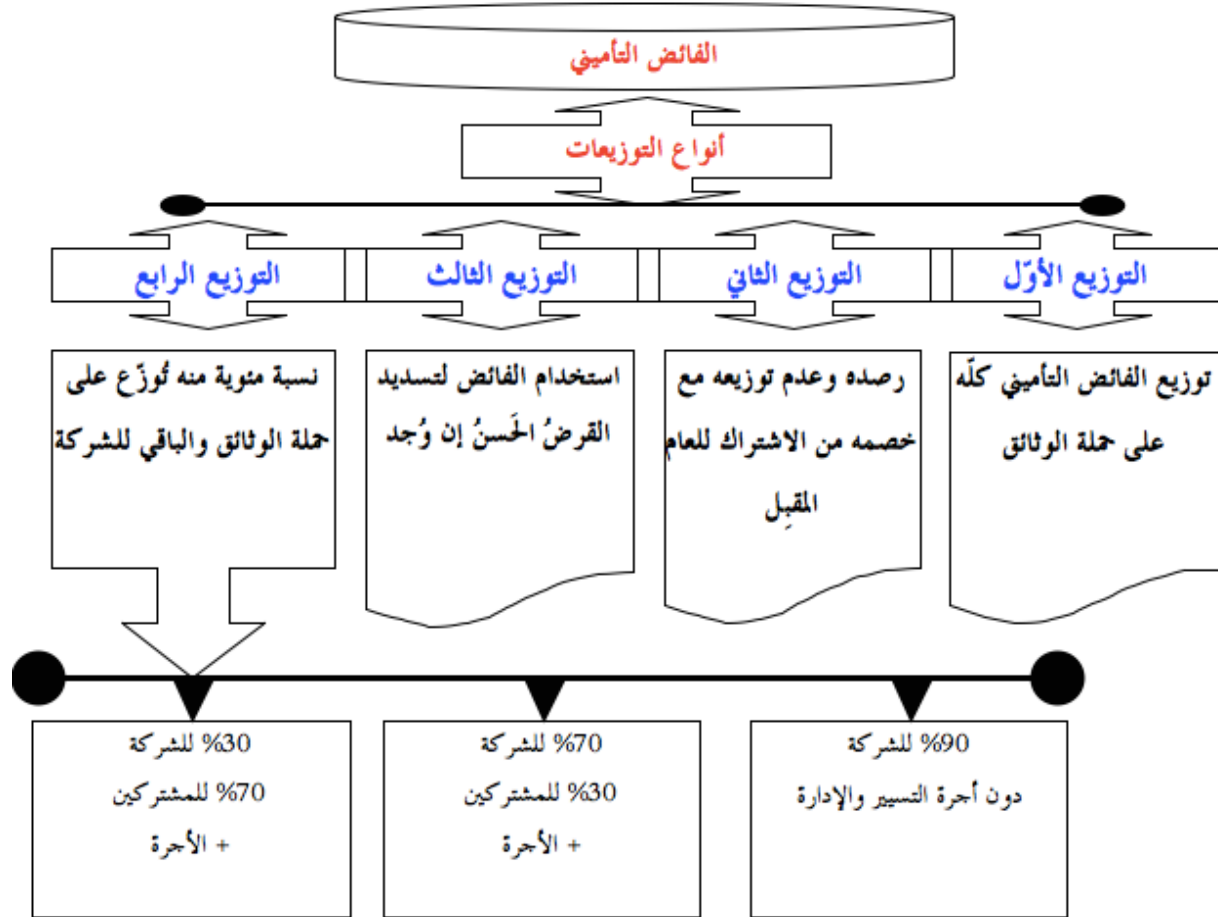 الفائض التأميني
أنواع التوزيعات
التوزيع الأوّل
التوزيع الثاني
التوزيع الثالث
التوزيع الرابع
توزيع الفائض التأميني كلّه
على حملة الوثائق
رصده وعدم توزيعه مع
خصمه من الاشتراك للعام
المقبِل
استخدام الفائض لتسديد
القرضُ الحَسنُ إن وُجد
نسبة مئوية منه تُوزّع على
حملة الوثائق والباقي للشركة
90% للشركة
دون أجرة التسيير والإدارة
70% للشركة
30% للمشتركين
+ الأجرة
30% للشركة
70% للمشتركين
+ الأجرة